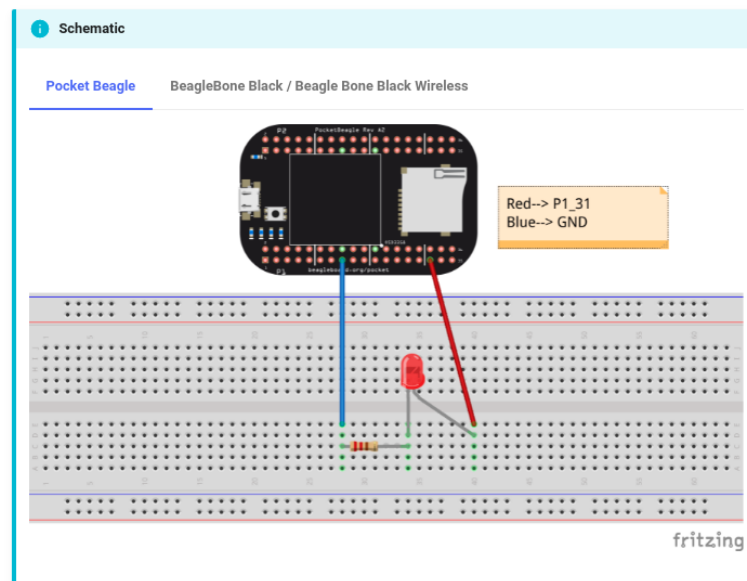 Schematic
Pocket Beagle
BeagleBone Black / Beagle Bone Black Wireless
P2 PocketBeagle Rev A2
Red--> P1_31
Blue--> GND
P1 beagleboard.org/pocket
fritzing